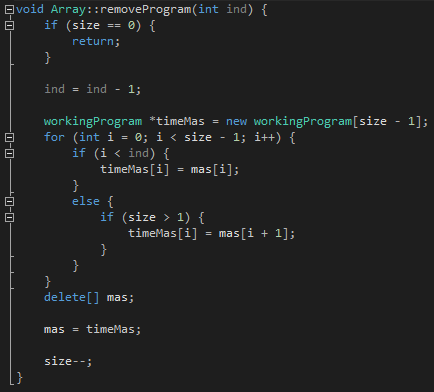 void Array::removeProgram(int ind) {
    if (size == 0) {
        return;
    }

    ind = ind - 1;

    workingProgram *timeMas = new workingProgram[size - 1];
    for (int i = 0; i < size - 1; i++) {
        if (i < ind) {
            timeMas[i] = mas[i];
        }
        else {
            if (size > 1) {
                timeMas[i] = mas[i + 1];
            }
        }
    }
    delete[] mas;

    mas = timeMas;

    size--;
}